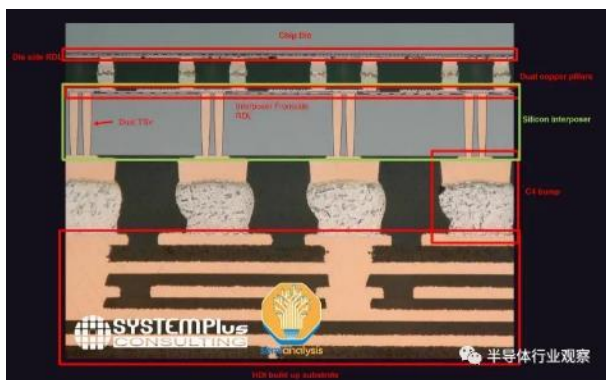 Chip Die
Die side RDL
Dual copper pillars
Interposer Frontside
RDL
Dual TSV
Silicon Interposer
C4 bump
SYSTEMPlus
CONSULTING
Semianalysis
半导体行业观察
HDI build up substrate